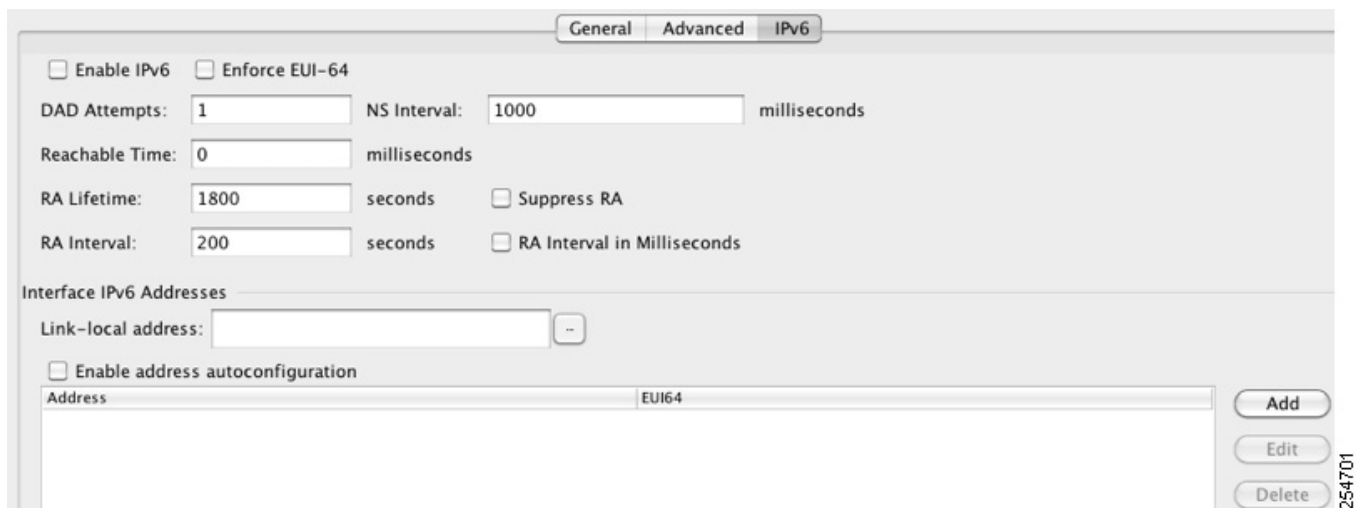 General Advanced IPv6
Enable IPv6 Enforce EUI-64
DAD Attempts: 1 NS Interval: 1000 milliseconds
Reachable Time: 0 milliseconds
RA Lifetime: 1800 seconds Suppress RA
RA Interval: 200 seconds RA Interval in Milliseconds
Interface IPv6 Addresses
Link-local address: ..
Enable address autoconfiguration
Address EUI64
Add
Edit
Delete
254701